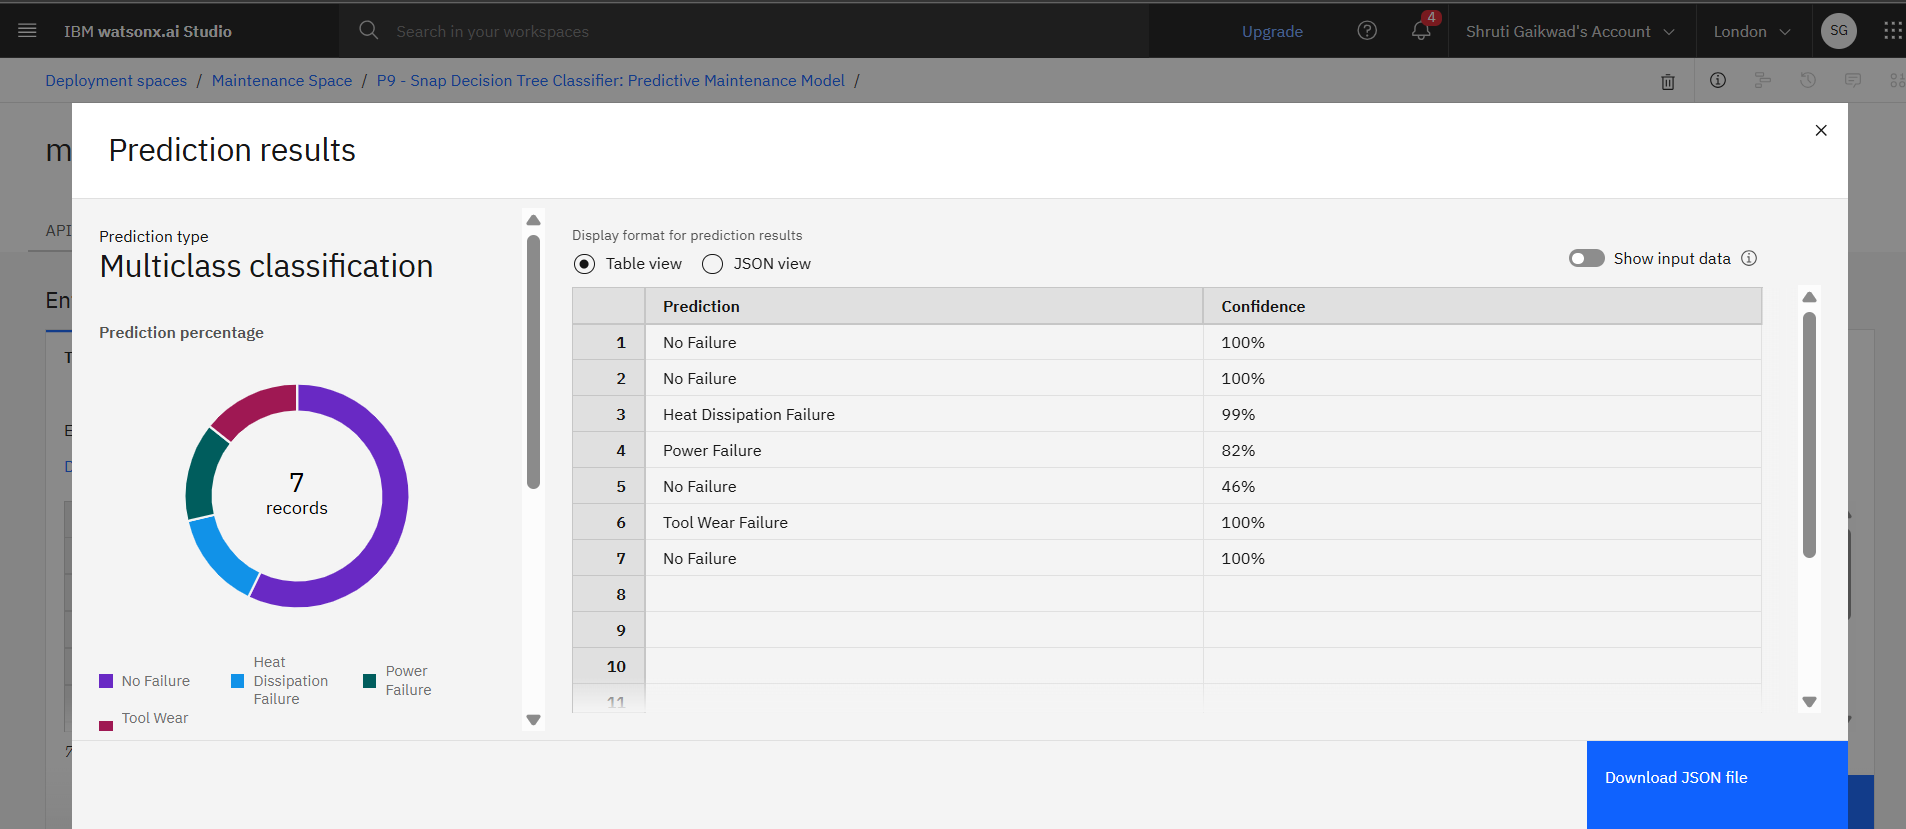 IBM watsonx.ai Studio
Search in your workspaces
Upgrade
4
Shruti Gaikwad's Account
London
SG
Deployment spaces / Maintenance Space / P9 - Snap Decision Tree Classifier: Predictive Maintenance Model /
Prediction results
API
Prediction type
Multiclass classification
Prediction percentage
7
records
No Failure
Heat
Dissipation
Failure
Power
Failure
Tool Wear
Display format for prediction results
Table view
JSON view
Show input data
Prediction Confidence
1 No Failure 100%
2 No Failure 100%
3 Heat Dissipation Failure 99%
4 Power Failure 82%
5 No Failure 46%
6 Tool Wear Failure 100%
7 No Failure 100%
8
9
10
11
Download JSON file